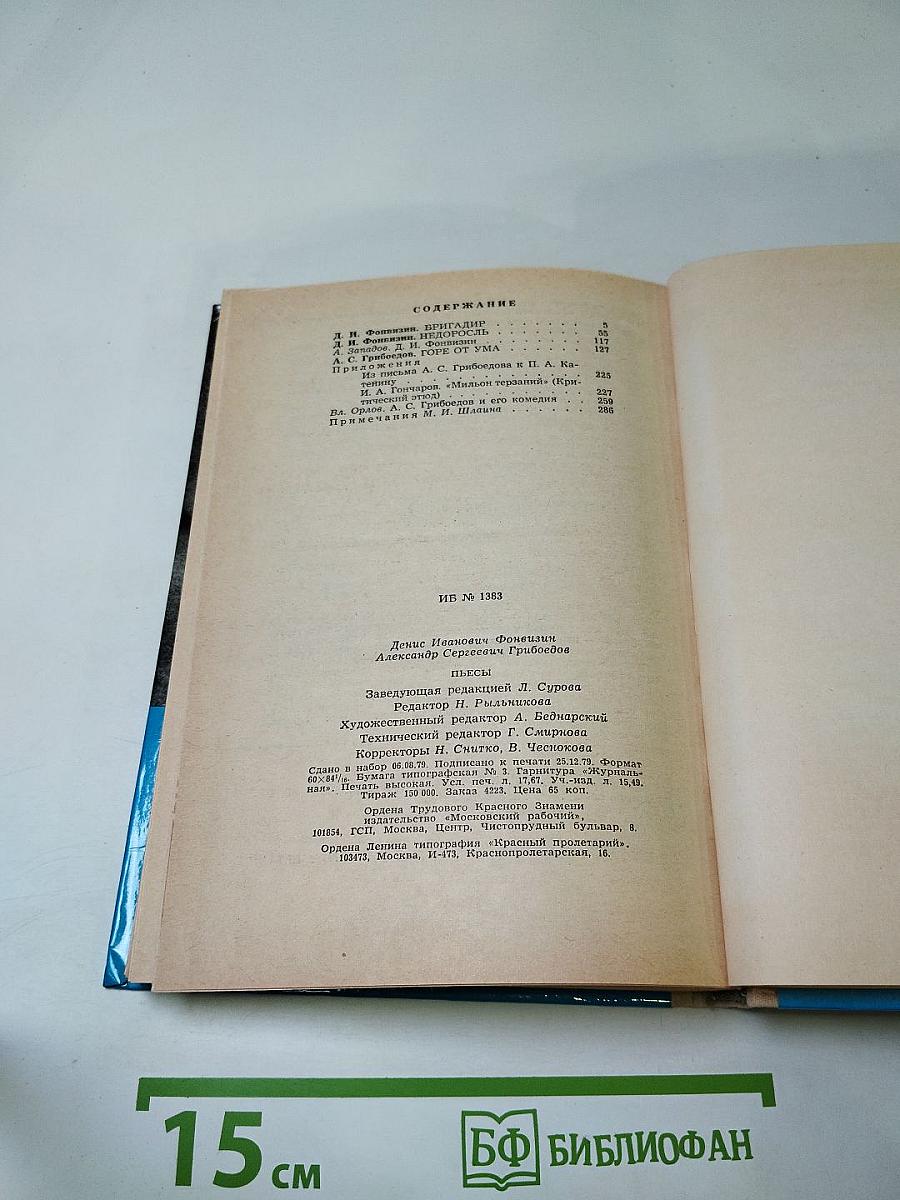 СОДЕРЖАНИЕ
Д. И. Фонвизин. БРИГАДИР . . . . . . . 5
Д. И. Фонвизин. НЕДОРОСЛЬ . . . . . . . 55
А. Западов. Д. И. Фонвизин . . . . . . . 117
А. С. Грибоедов. ГОРЕ ОТ УМА . . . . . . 127
Приложения
Из письма А. С. Грибоедова к П. А. Ка-
тенину . . . . . . . . . . . 225
И. А. Гончаров. «Мильон терзаний» (Кри-
тический этюд) . . . . . . . . . 227
Вл. Орлов. А. С. Грибоедов и его комедия . . 259
Примечания М. И. Шлаина . . . . . . 286
ИБ № 1383
Денис Иванович Фонвизин
Александр Сергеевич Грибоедов
ПЬЕСЫ
Заведующая редакцией Л. Сурова
Редактор Н. Рыльникова
Художественный редактор А. Беднарский
Технический редактор Г. Смирнова
Корректоры Н. Снитко, В. Чеснокова
Сдано в набор 06.08.79. Подписано к печати 25.12.79. Формат
60×84¹/₁₆. Бумага типографская № 3. Гарнитура «Журналь-
ная». Печать высокая. Усл. печ. л. 17,67. Уч.-изд. л. 15,49.
Тираж 150 000. Заказ 4223. Цена 65 коп.
Ордена Трудового Красного Знамени
издательство «Московский рабочий»,
101854, ГСП, Москва, Центр, Чистопрудный бульвар, 8.
Ордена Ленина типография «Красный пролетарий».
103473, Москва, И-473, Краснопролетарская, 16.
15 см
БФ БИБЛИОФАН